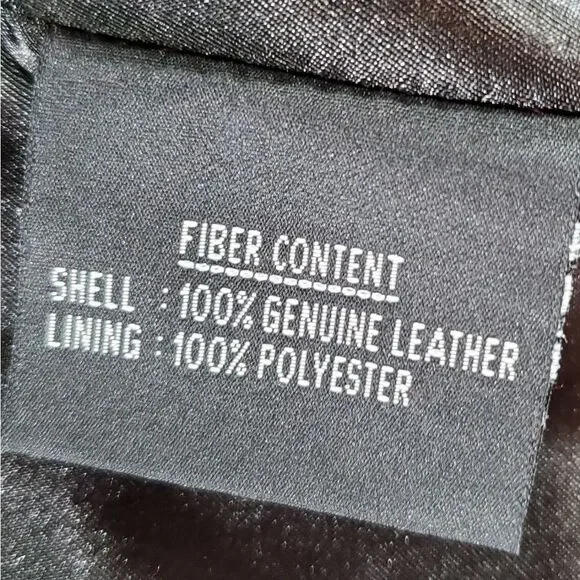 FIBER CONTENT
SHELL : 100% GENUINE LEATHER
LINING : 100% POLYESTER